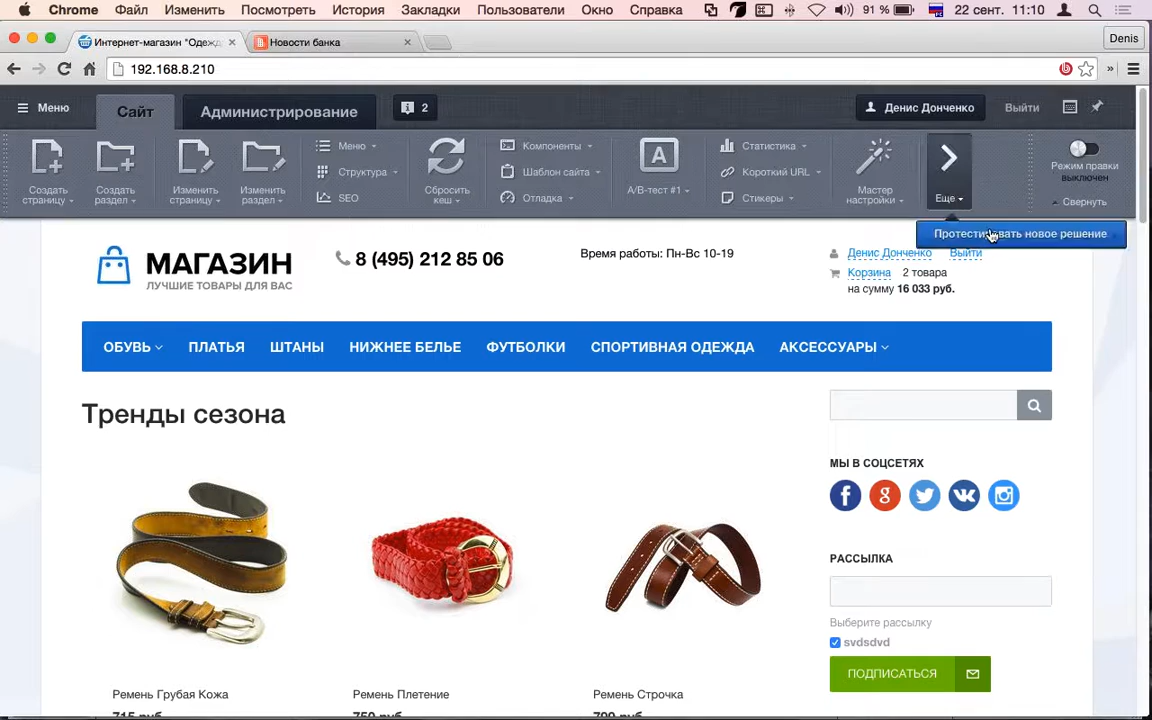 Chrome Файл Изменить Посмотреть История Закладки Пользователи Окно Справка 91 % 22 сент. 11:10
Интернет-магазин "Одежд
Новости банка
Denis
192.168.8.210
Меню
Сайт
Администрирование
2
Денис Донченко
Выйти
Создать страницу
Создать раздел
Изменить страницу
Изменить раздел
Меню
Структура
SEO
Сбросить кеш
Компоненты
Шаблон сайта
Отладка
A
A/B-тест #1
Статистика
Короткий URL
Стикеры
Мастер настройки
Еще
Режим правки выключен
Свернуть
Протестировать новое решение
МАГАЗИН
ЛУЧШИЕ ТОВАРЫ ДЛЯ ВАС
8 (495) 212 85 06
Время работы: Пн-Вс 10-19
Денис Донченко Выйти
Корзина 2 товара
на сумму 16 033 руб.
ОБУВЬ ПЛАТЬЯ ШТАНЫ НИЖНЕЕ БЕЛЬЕ ФУТБОЛКИ СПОРТИВНАЯ ОДЕЖДА АКСЕССУАРЫ
Тренды сезона
МЫ В СОЦСЕТЯХ
РАССЫЛКА
Выберите рассылку
svdsdvd
ПОДПИСАТЬСЯ
Ремень Грубая Кожа
Ремень Плетение
Ремень Строчка
715 руб.
750 руб.
799 руб.